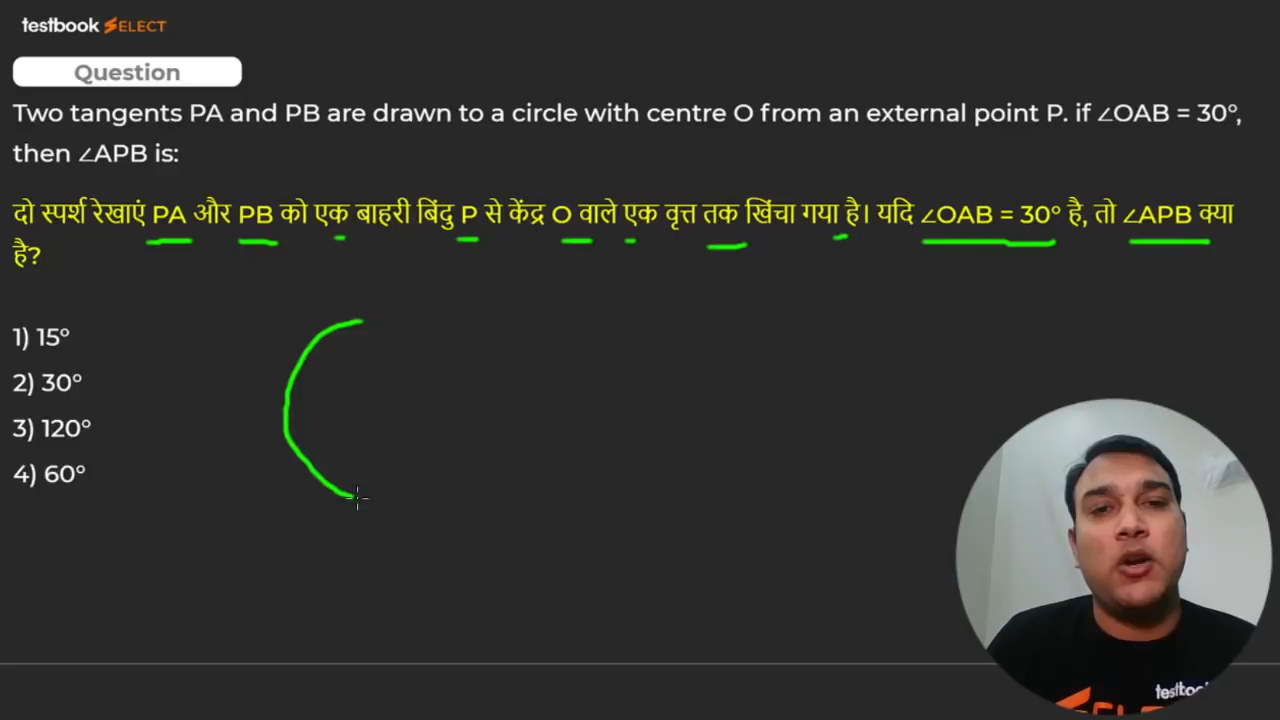 testbook SELECT
Question
Two tangents PA and PB are drawn to a circle with centre O from an external point P. if ∠OAB = 30°,
then ∠APB is:
दो स्पर्श रेखाएं PA और PB को एक बाहरी बिंदु P से केंद्र O वाले एक वृत्त तक खिंचा गया है। यदि ∠OAB = 30° है, तो ∠APB क्या
है?
1) 15°
2) 30°
3) 120°
4) 60°